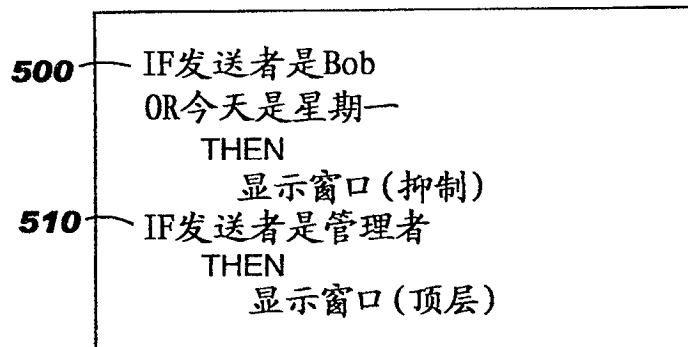 500 IF发送者是Bob
OR今天是星期一
THEN
显示窗口(抑制)
510 IF发送者是管理者
THEN
显示窗口(顶层)